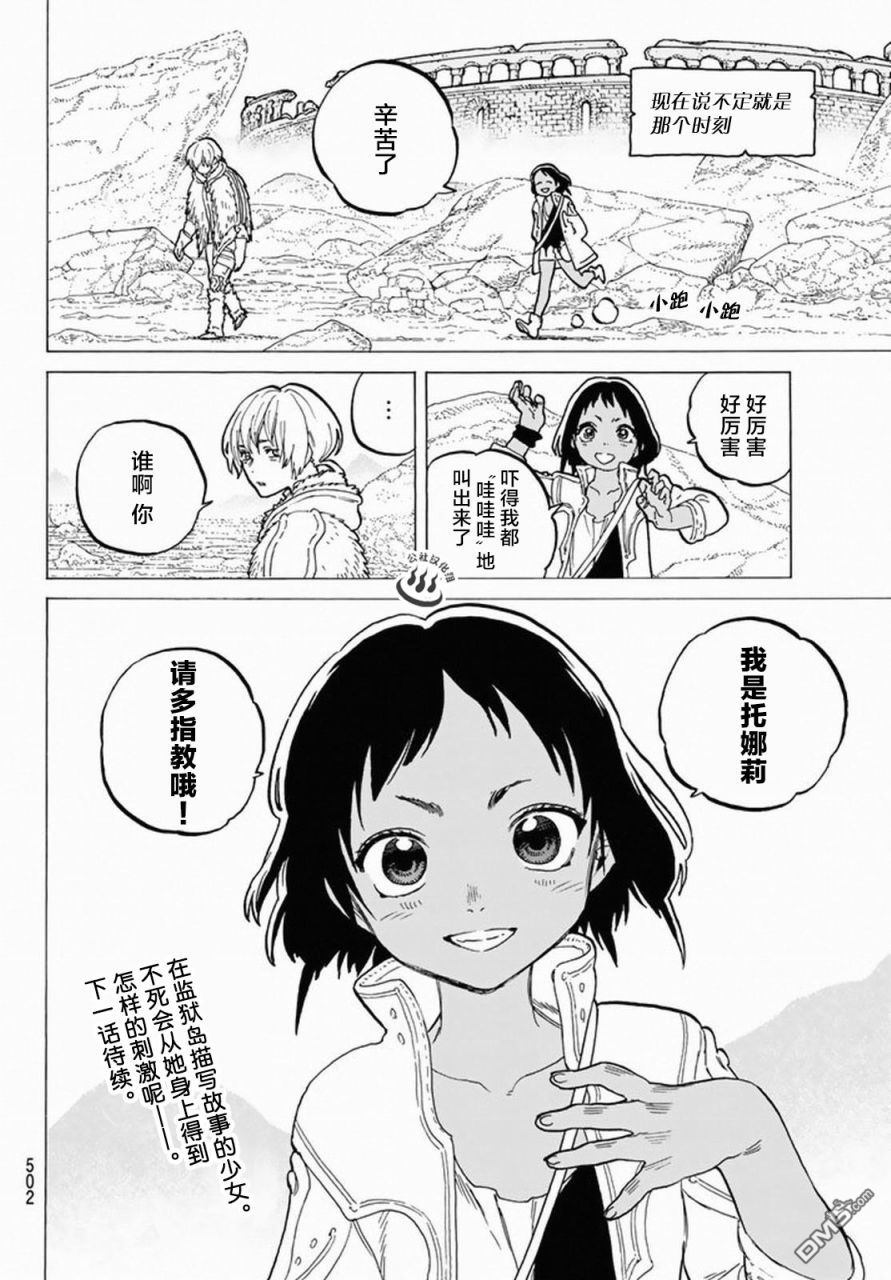 现在说不定就是
那个时刻
辛苦了
小跑
小跑
好厉害
好厉害
吓得我都
“哇哇哇”地
叫出来了
…
谁啊 你
公社汉化组
我是托娜莉
请多指教哦！
在监狱岛描写故事的少女。
不死会从她身上得到
怎样的刺激呢——。
下一话待续。
502
DM5.com